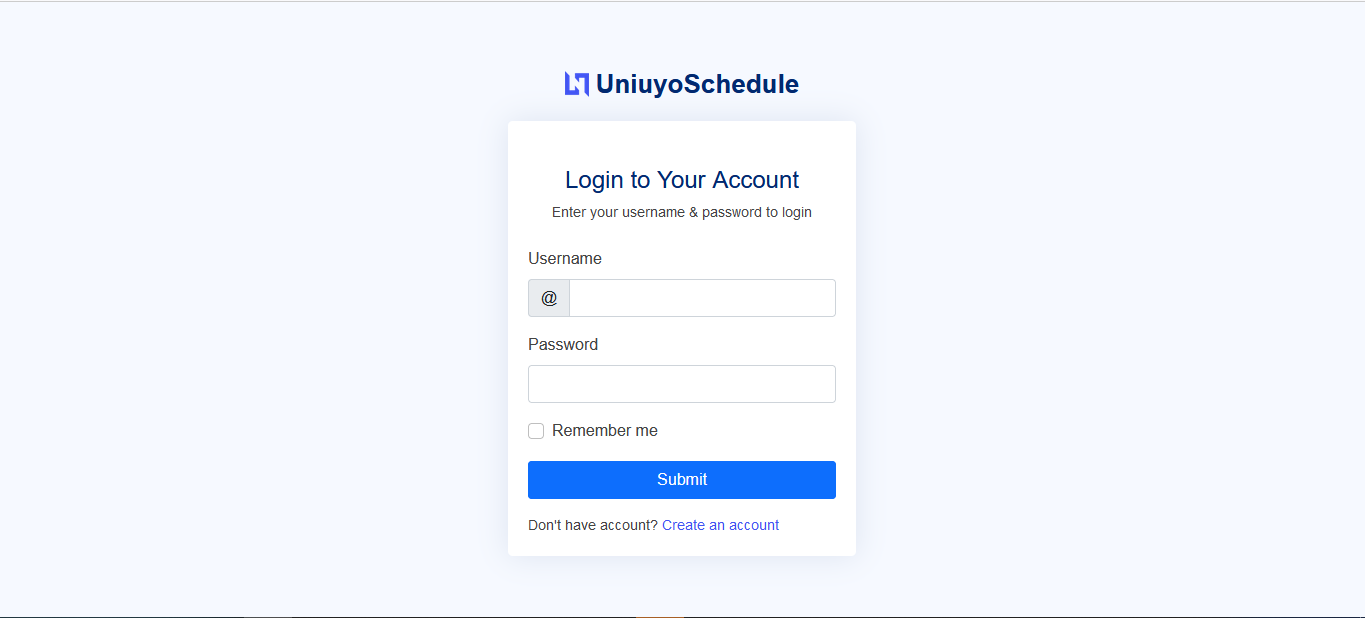 UniuyoSchedule
Login to Your Account
Enter your username & password to login
Username
@
Password
Remember me
Submit
Don't have account? Create an account